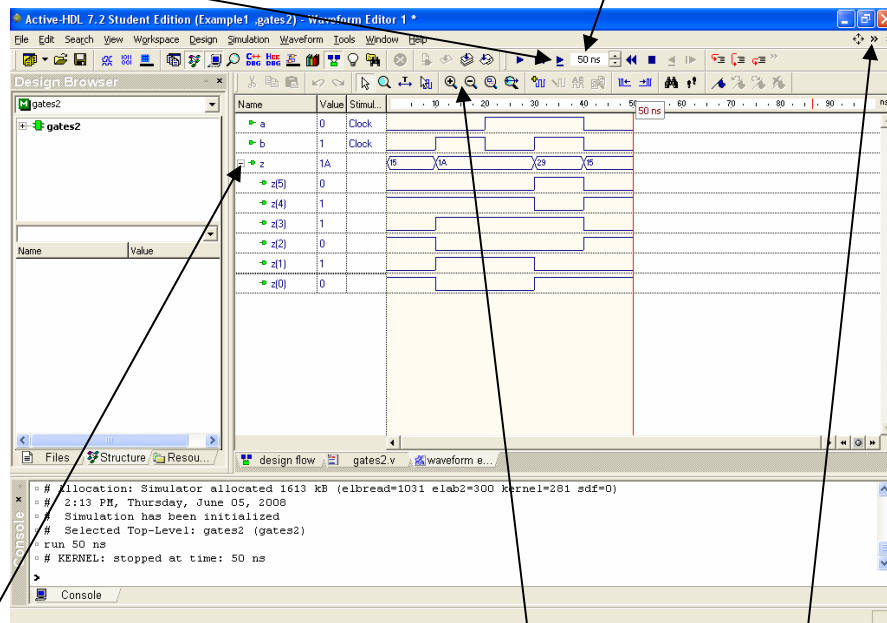 Active-HDL 7.2 Student Edition (Example1 ,gates2) - Waveform Editor 1 *
File Edit Search View Workspace Design Simulation Waveform Tools Window Help
50 ns
Design Browser
gates2
gates2
Name Value
Files Structure Resou...
Name Value Stimul... 10 20 30 40 50 60 70 80 90 ns
50 ns
a 0 Clock
b 1 Clock
z 1A 15 1A 29 15
z(5) 0
z(4) 1
z(3) 1
z(2) 0
z(1) 1
z(0) 0
design flow gates2.v waveform e...
# Allocation: Simulator allocated 1613 kB (elbread=1031 elab2=300 kernel=281 sdf=0)
# 2:13 PM, Thursday, June 05, 2008
# Simulation has been initialized
# Selected Top-Level: gates2 (gates2)
run 50 ns
# KERNEL: stopped at time: 50 ns
>
Console
Console